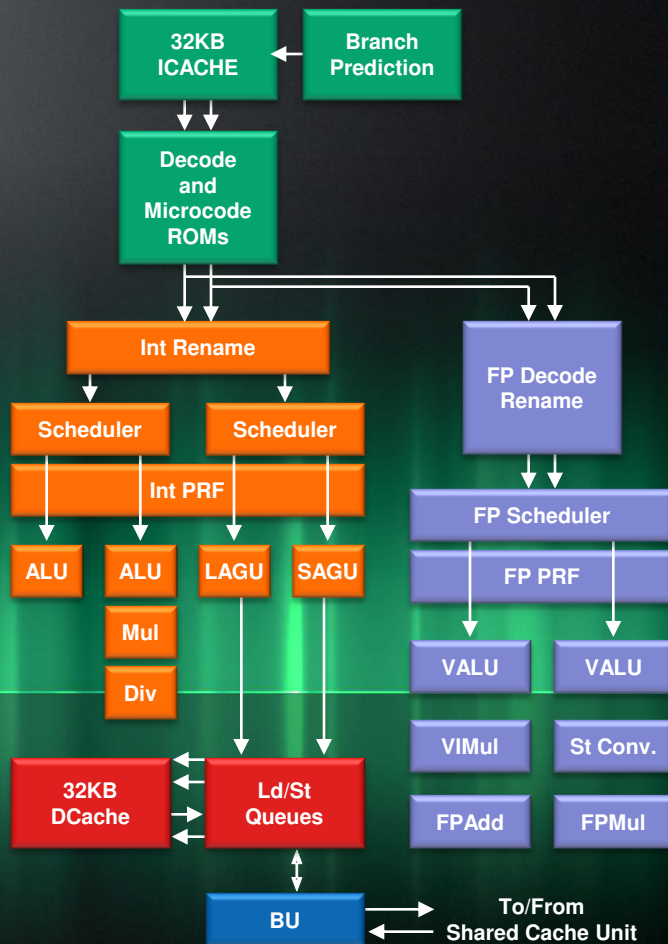 32KB
ICACHE
Branch
Prediction
Decode
and
Microcode
ROMs
Int Rename
FP Decode
Rename
Scheduler
Scheduler
Int PRF
FP Scheduler
FP PRF
ALU
ALU
LAGU
SAGU
Mul
Div
VALU
VALU
VIMul
St Conv.
FPAdd
FPMul
32KB
DCache
Ld/St
Queues
BU
To/From
Shared Cache Unit